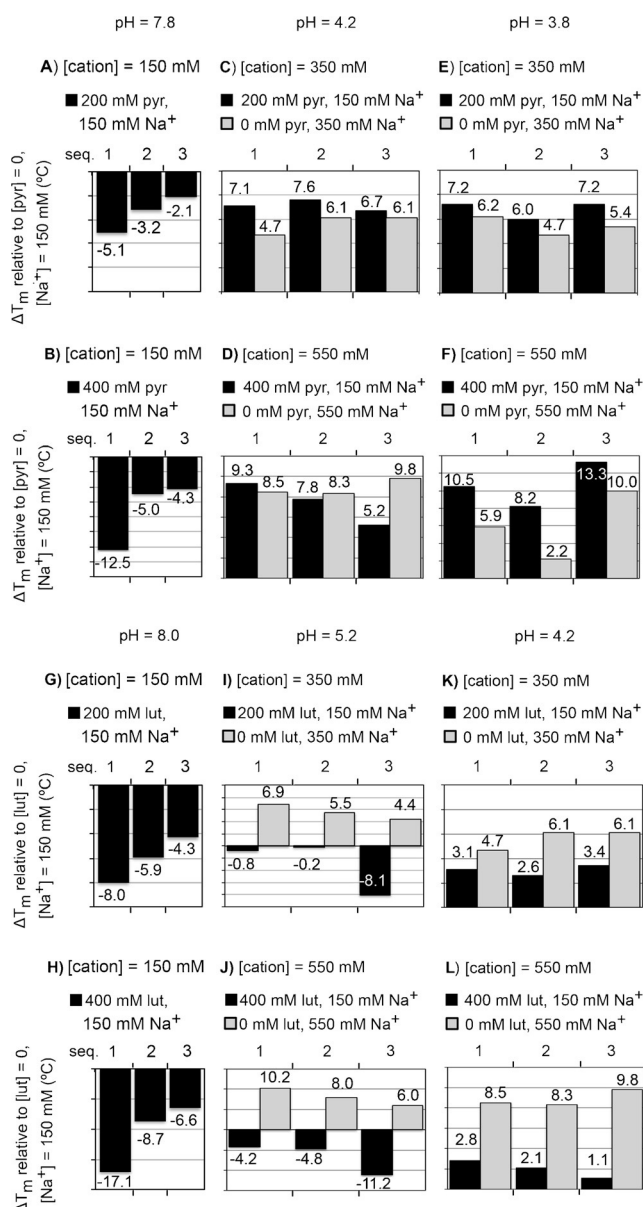 pH = 7.8
pH = 4.2
pH = 3.8
A) [cation] = 150 mM
200 mM pyr,
150 mM Na+
seq. 1 2 3
ΔTm relative to [pyr] = 0,
[Na+] = 150 mM (ºC)
-5.1
-3.2
-2.1
C) [cation] = 350 mM
200 mM pyr, 150 mM Na+
0 mM pyr, 350 mM Na+
1 2 3
7.1 4.7 7.6 6.1 6.7 6.1
E) [cation] = 350 mM
200 mM pyr, 150 mM Na+
0 mM pyr, 350 mM Na+
1 2 3
7.2 6.2 6.0 4.7 7.2 5.4
B) [cation] = 150 mM
400 mM pyr
150 mM Na+
seq. 1 2 3
ΔTm relative to [pyr] = 0,
[Na+] = 150 mM (ºC)
-12.5
-5.0
-4.3
D) [cation] = 550 mM
400 mM pyr, 150 mM Na+
0 mM pyr, 550 mM Na+
1 2 3
9.3 8.5 7.8 8.3 5.2 9.8
F) [cation] = 550 mM
400 mM pyr, 150 mM Na+
0 mM pyr, 550 mM Na+
1 2 3
10.5 5.9 8.2 2.2 13.3 10.0
pH = 8.0
pH = 5.2
pH = 4.2
G) [cation] = 150 mM
200 mM lut,
150 mM Na+
seq. 1 2 3
ΔTm relative to [lut] = 0,
[Na+] = 150 mM (ºC)
-8.0
-5.9
-4.3
I) [cation] = 350 mM
200 mM lut, 150 mM Na+
0 mM lut, 350 mM Na+
1 2 3
-0.8 6.9 -0.2 5.5 -8.1 4.4
K) [cation] = 350 mM
200 mM lut, 150 mM Na+
0 mM lut, 350 mM Na+
1 2 3
3.1 4.7 2.6 6.1 3.4 6.1
H) [cation] = 150 mM
400 mM lut,
150 mM Na+
seq. 1 2 3
ΔTm relative to [lut] = 0,
[Na+] = 150 mM (ºC)
-17.1
-8.7
-6.6
J) [cation] = 550 mM
400 mM lut, 150 mM Na+
0 mM lut, 550 mM Na+
1 2 3
-4.2 10.2 -4.8 8.0 -11.2 6.0
L) [cation] = 550 mM
400 mM lut, 150 mM Na+
0 mM lut, 550 mM Na+
1 2 3
2.8 8.5 2.1 8.3 1.1 9.8